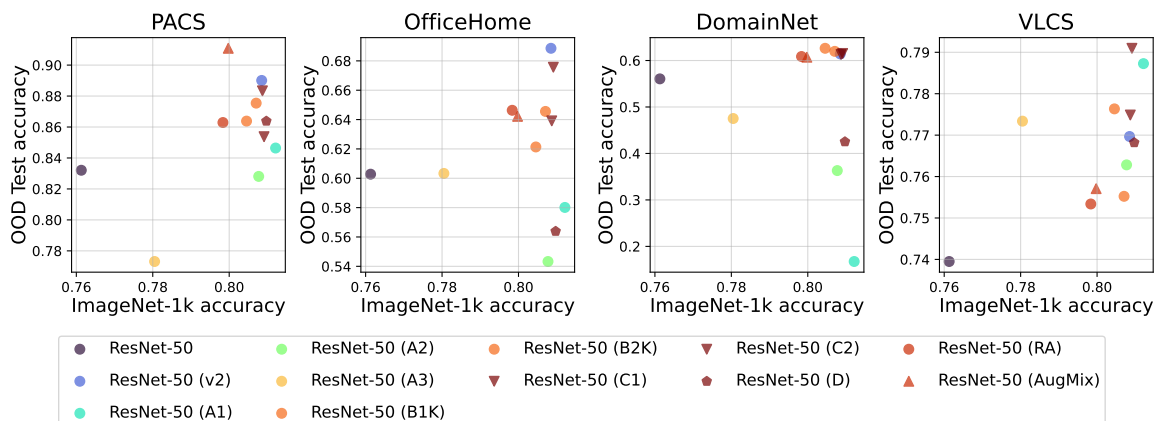 PACS
OfficeHome
DomainNet
VLCS
OOD Test accuracy
0.90
0.88
0.86
0.84
0.82
0.80
0.78
0.76
0.78
0.80
ImageNet-1k accuracy
OOD Test accuracy
0.68
0.66
0.64
0.62
0.60
0.58
0.56
0.54
0.76
0.78
0.80
ImageNet-1k accuracy
OOD Test accuracy
0.6
0.5
0.4
0.3
0.2
0.76
0.78
0.80
ImageNet-1k accuracy
OOD Test accuracy
0.79
0.78
0.77
0.76
0.75
0.74
0.76
0.78
0.80
ImageNet-1k accuracy
ResNet-50
ResNet-50 (v2)
ResNet-50 (A1)
ResNet-50 (A2)
ResNet-50 (A3)
ResNet-50 (B1K)
ResNet-50 (B2K)
ResNet-50 (C1)
ResNet-50 (C2)
ResNet-50 (D)
ResNet-50 (RA)
ResNet-50 (AugMix)